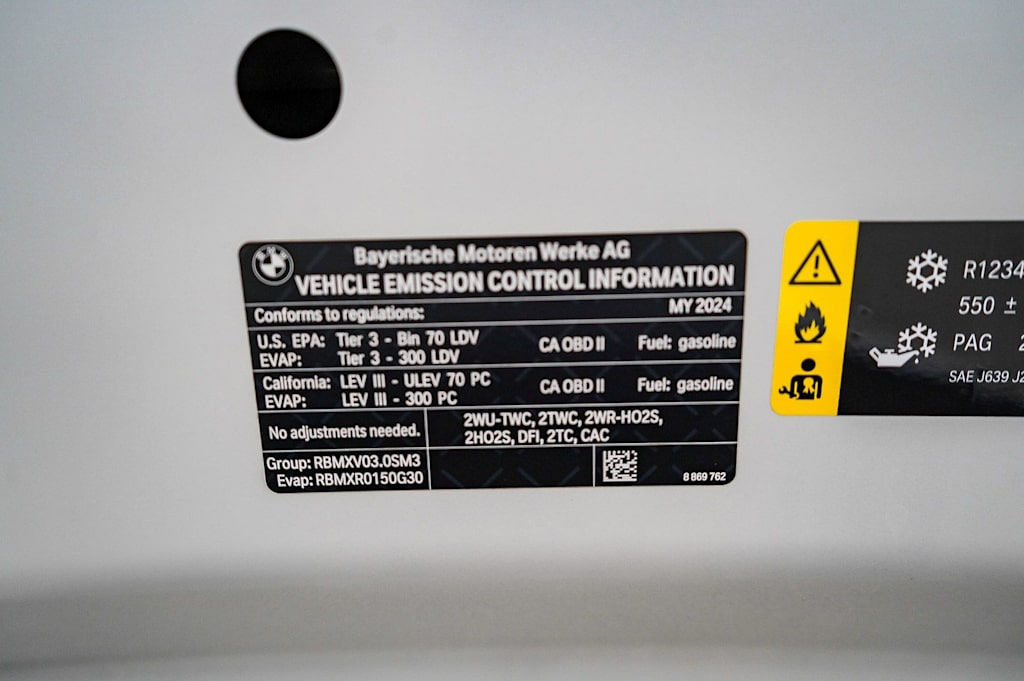 Bayerische Motoren Werke AG
VEHICLE EMISSION CONTROL INFORMATION
Conforms to regulations: MY 2024
U.S. EPA: Tier 3 - Bin 70 LDV CA OBD II Fuel: gasoline
EVAP: Tier 3 - 300 LDV
California: LEV III - ULEV 70 PC CA OBD II Fuel: gasoline
EVAP: LEV III - 300 PC
No adjustments needed.
2WU-TWC, 2TWC, 2WR-HO2S,
2HO2S, DFI, 2TC, CAC
Group: RBMXV03.0SM3
Evap: RBMXR0150G30
8 869 762
R1234
550 ±
PAG 2
SAE J639 J2